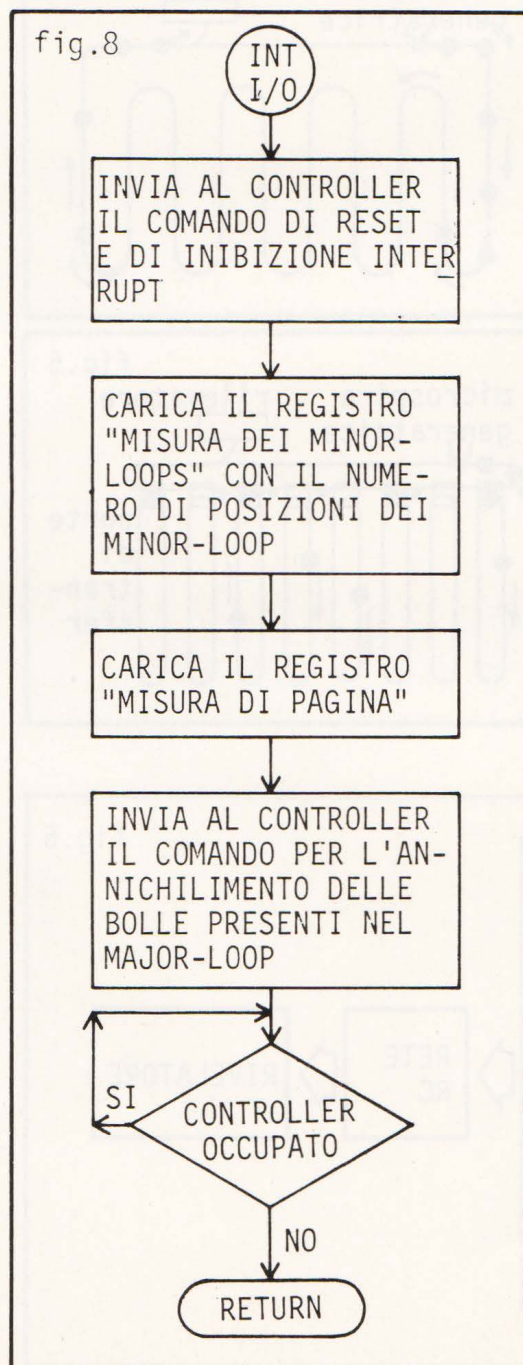 fig.8
INT
I/O
INVIA AL CONTROLLER
IL COMANDO DI RESET
E DI INIBIZIONE INTER
RUPT
CARICA IL REGISTRO
"MISURA DEI MINOR-
LOOPS" CON IL NUME-
RO DI POSIZIONI DEI
MINOR-LOOP
CARICA IL REGISTRO
"MISURA DI PAGINA"
INVIA AL CONTROLLER
IL COMANDO PER L'AN-
NICHILIMENTO DELLE
BOLLE PRESENTI NEL
MAJOR-LOOP
SI
CONTROLLER
OCCUPATO
NO
RETURN